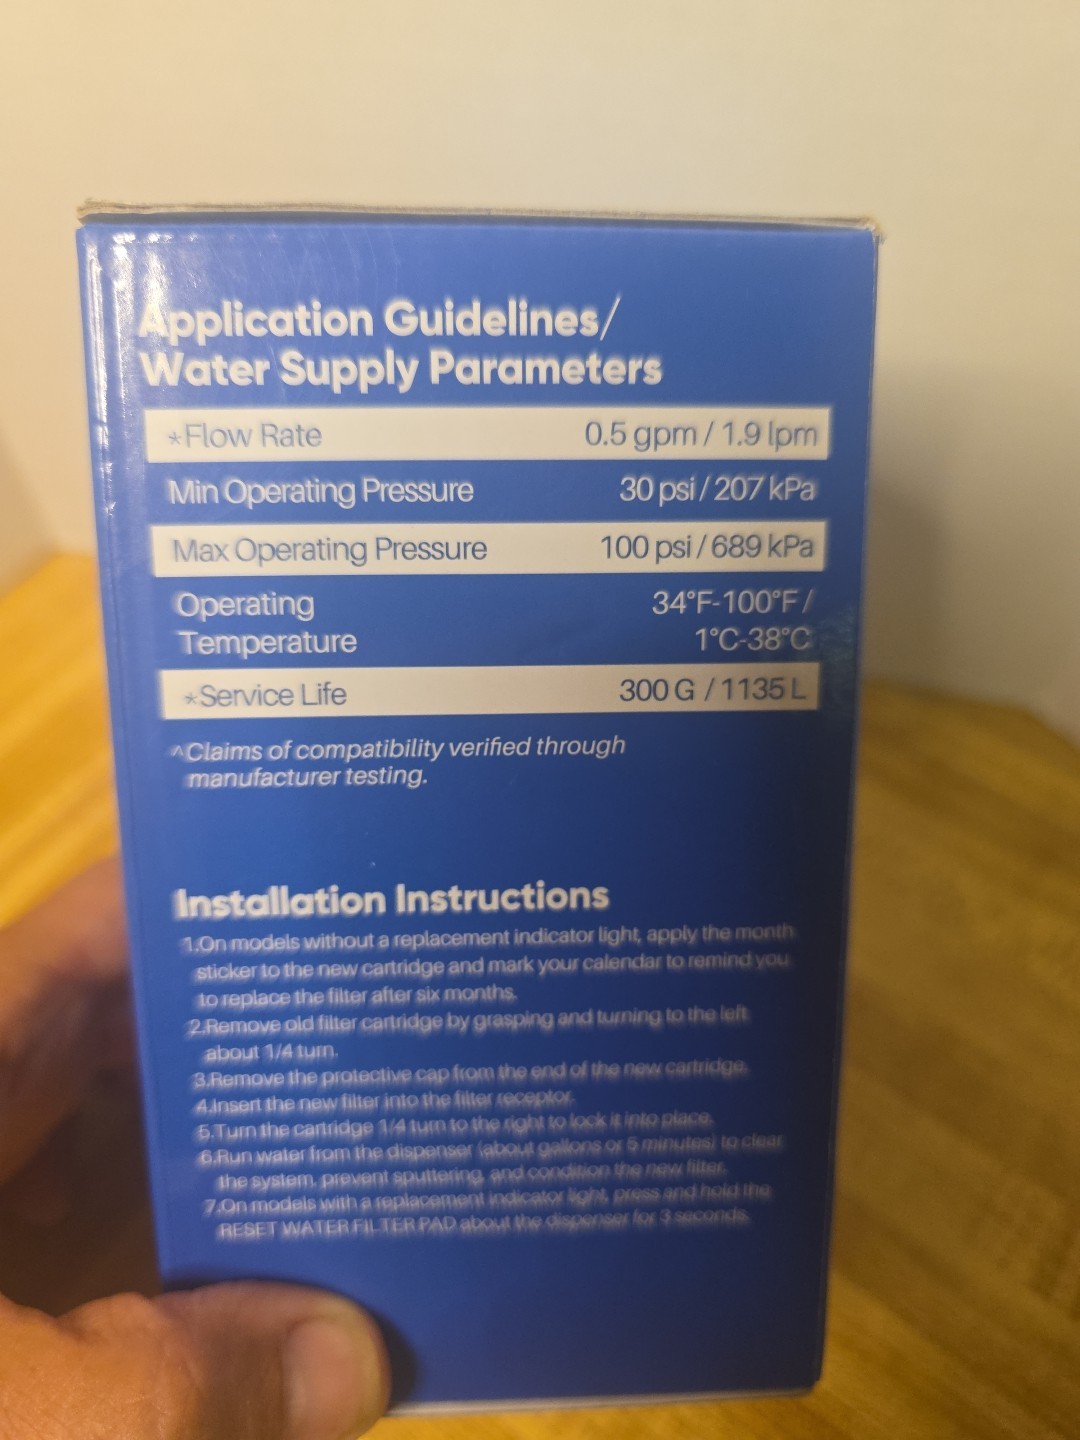 Application Guidelines/
Water Supply Parameters
*Flow Rate 0.5 gpm / 1.9 lpm
Min Operating Pressure 30 psi / 207 kPa
Max Operating Pressure 100 psi / 689 kPa
Operating 34°F-100°F /
Temperature 1°C-38°C
*Service Life 300 G / 1135 L
^Claims of compatibility verified through
manufacturer testing.
Installation Instructions
1.On models without a replacement indicator light, apply the month
sticker to the new cartridge and mark your calendar to remind you
to replace the filter after six months.
2.Remove old filter cartridge by grasping and turning to the left
about 1/4 turn.
3.Remove the protective cap from the end of the new cartridge.
4.Insert the new filter into the filter receptor.
5.Turn the cartridge 1/4 turn to the right to lock it into place.
6.Run water from the dispenser (about gallons or 5 minutes) to clear
the system, prevent sputtering, and condition the new filter.
7.On models with a replacement indicator light, press and hold the
RESET WATER FILTER PAD about the dispenser for 3 seconds.